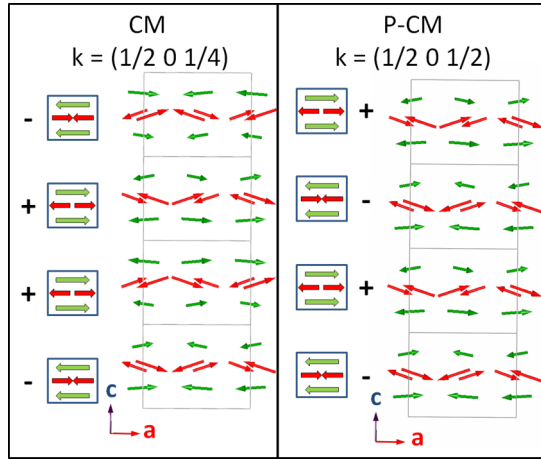 CM
k = (1/2 0 1/4)
-
+
+
-
c
a
P-CM
k = (1/2 0 1/2)
+
-
+
-
c
a